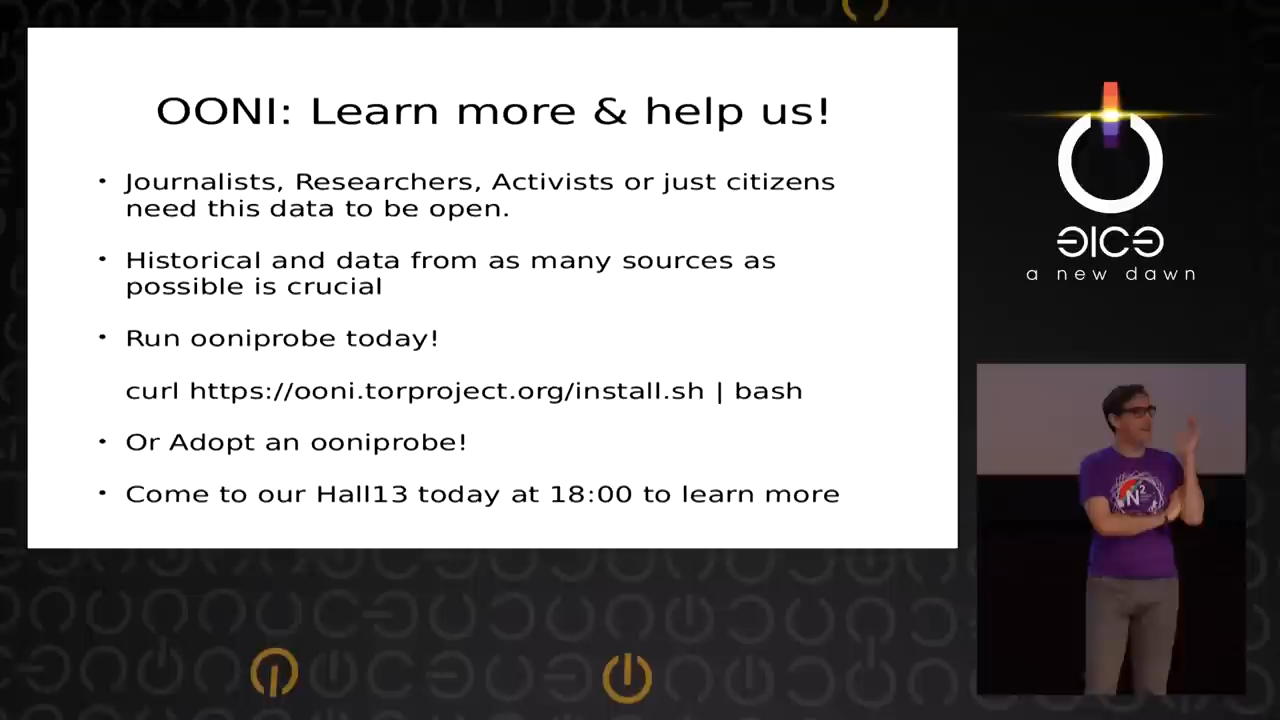 OONI: Learn more & help us!
• Journalists, Researchers, Activists or just citizens
need this data to be open.
• Historical and data from as many sources as
possible is crucial
• Run ooniprobe today!
curl https://ooni.torproject.org/install.sh | bash
• Or Adopt an ooniprobe!
• Come to our Hall13 today at 18:00 to learn more
a new dawn
N²